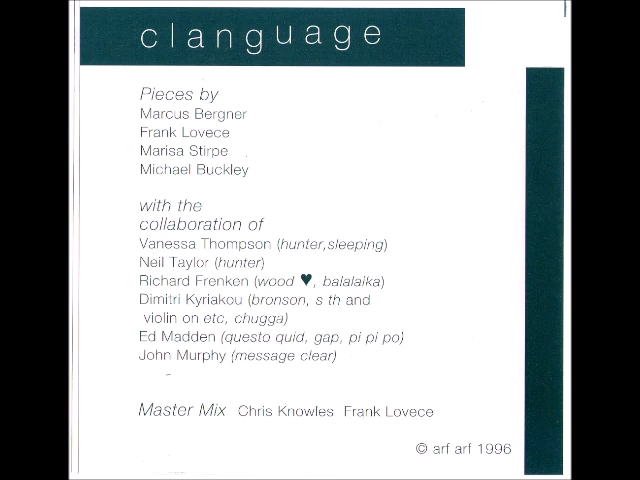 clanguage
Pieces by
Marcus Bergner
Frank Lovece
Marisa Stirpe
Michael Buckley
with the
collaboration of
Vanessa Thompson (hunter,sleeping)
Neil Taylor (hunter)
Richard Frenken (wood ♥, balalaika)
Dimitri Kyriakou (bronson, s th and
violin on etc, chugga)
Ed Madden (questo quid, gap, pi pi po)
John Murphy (message clear)
Master Mix Chris Knowles Frank Lovece
© arf arf 1996